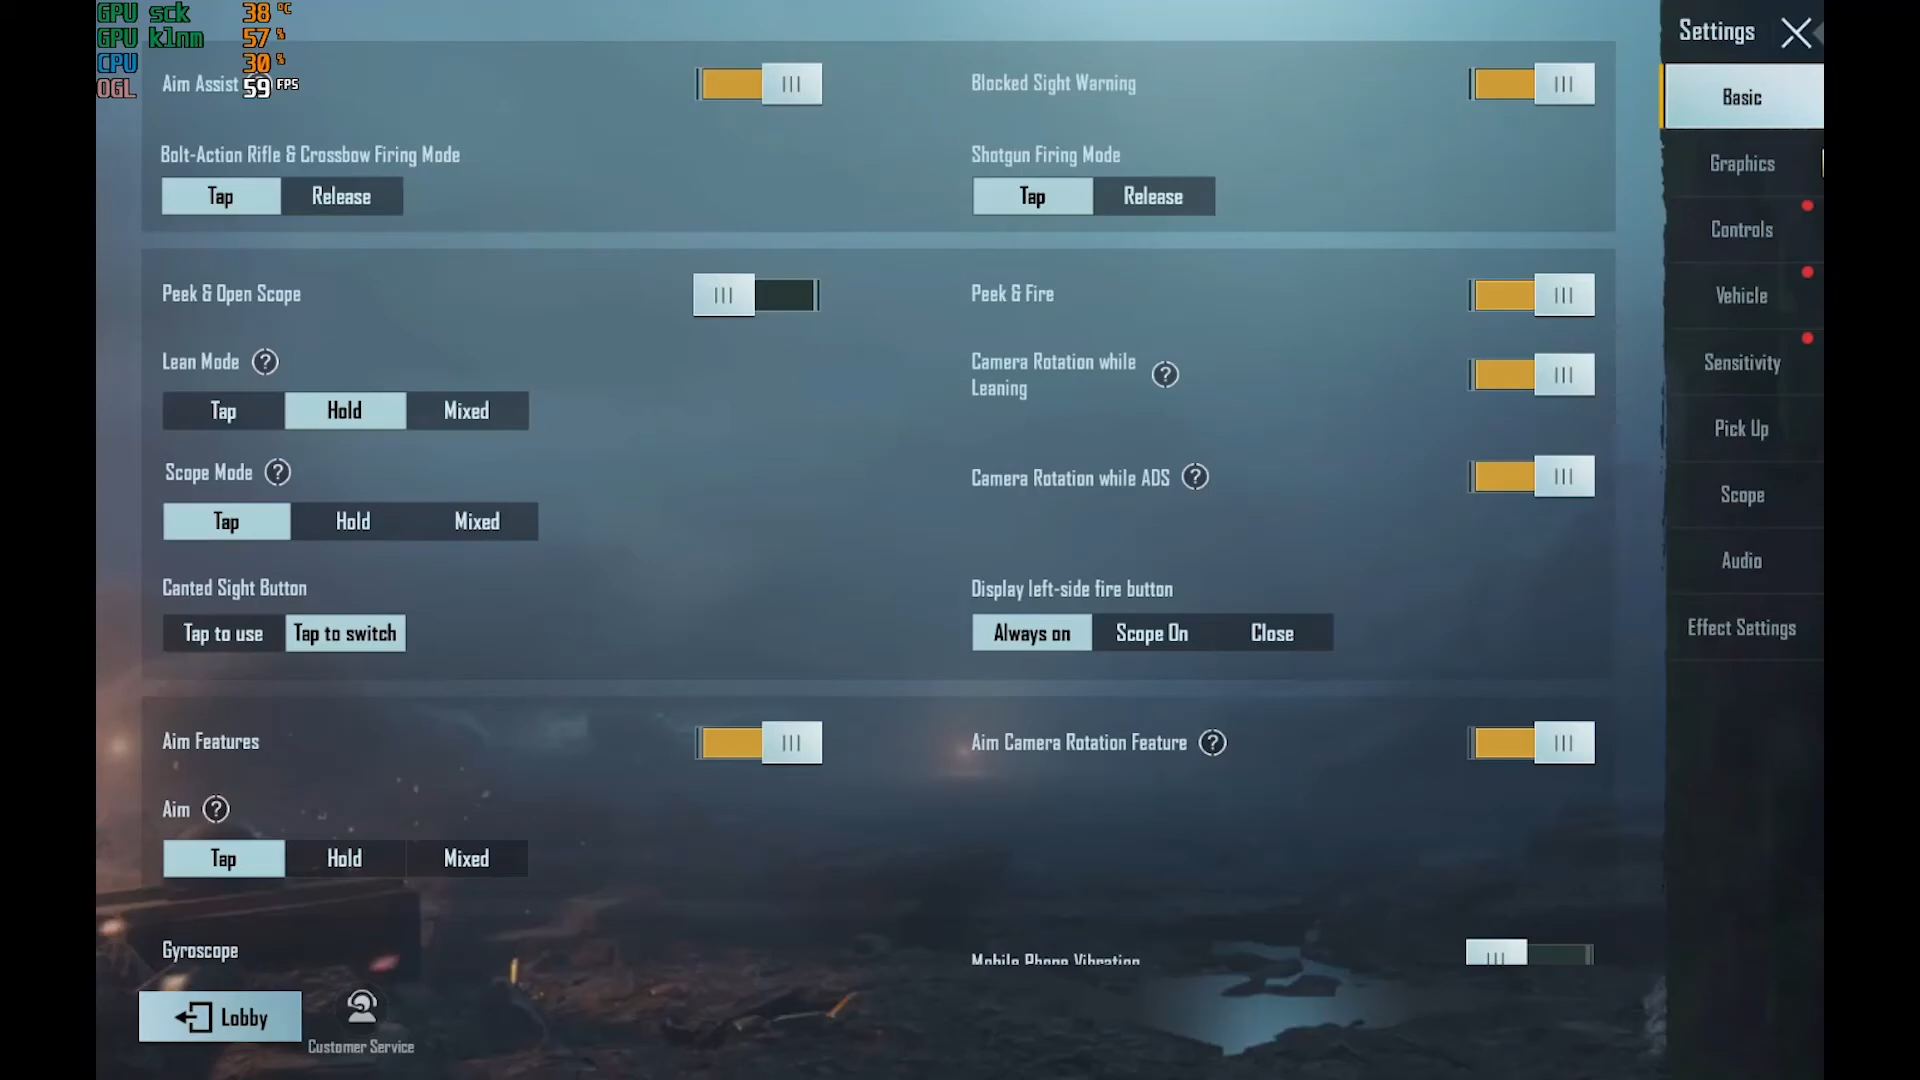 GPU sck 38 °C
GPU klnm 57 %
CPU 30 %
OGL 59 FPS
Settings
Aim Assist
Blocked Sight Warning
Basic
Bolt-Action Rifle & Crossbow Firing Mode
Shotgun Firing Mode
Graphics
Tap Release
Tap Release
Controls
Peek & Open Scope
Peek & Fire
Vehicle
Lean Mode ?
Camera Rotation while
Leaning ?
Sensitivity
Tap Hold Mixed
Pick Up
Scope Mode ?
Camera Rotation while ADS ?
Scope
Tap Hold Mixed
Audio
Canted Sight Button
Display left-side fire button
Effect Settings
Tap to use Tap to switch
Always on Scope On Close
Aim Features
Aim Camera Rotation Feature ?
Aim ?
Tap Hold Mixed
Gyroscope
Mobile Phone Vibration
Lobby
Customer Service